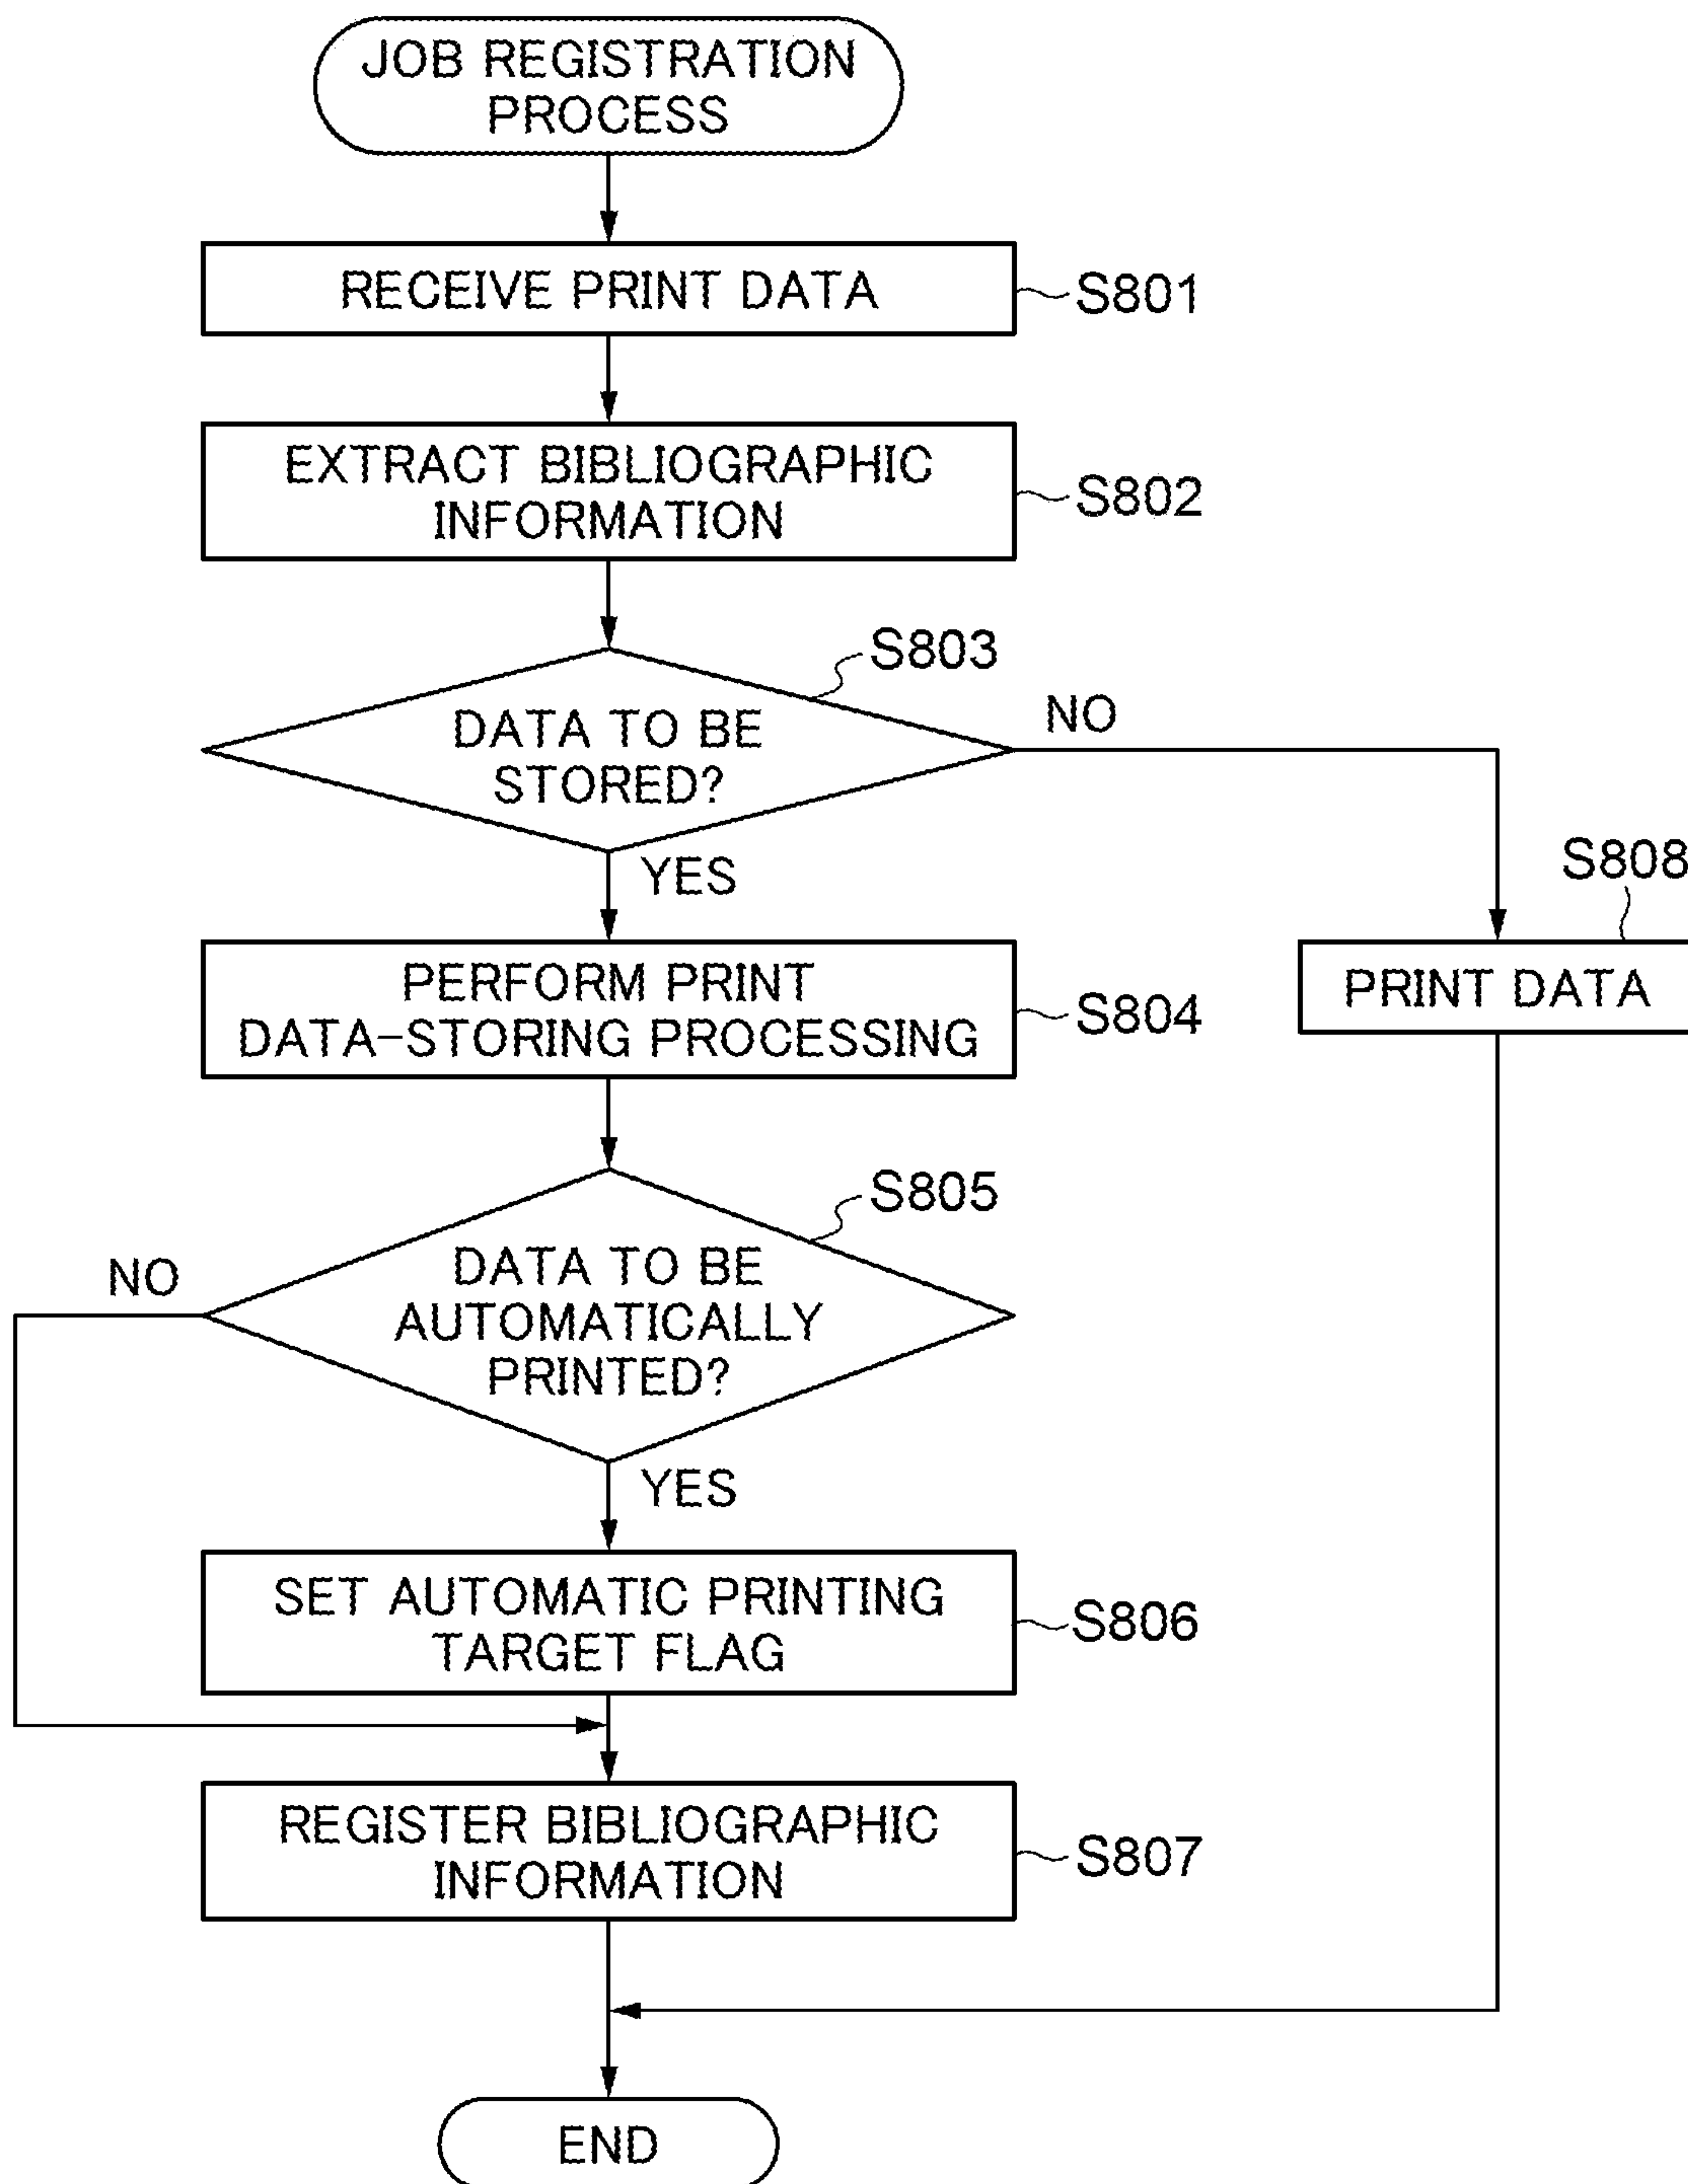 JOB REGISTRATION
PROCESS
RECEIVE PRINT DATA
S801
EXTRACT BIBLIOGRAPHIC
INFORMATION
S802
S803
DATA TO BE
STORED?
NO
YES
S808
PERFORM PRINT
DATA-STORING PROCESSING
S804
PRINT DATA
S805
DATA TO BE
AUTOMATICALLY
PRINTED?
NO
YES
SET AUTOMATIC PRINTING
TARGET FLAG
S806
REGISTER BIBLIOGRAPHIC
INFORMATION
S807
END